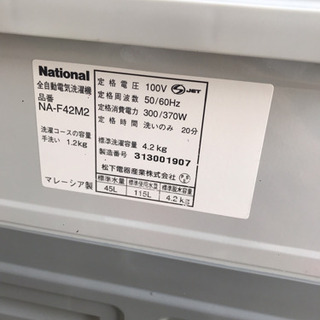 National
全自動電気洗濯機
品番
NA-F42M2
洗濯コースの容量
手洗い 1.2kg
マレーシア製
定格電圧 100V JET
定格周波数 50/60Hz
定格消費電力 300/370W
定格時間 洗いのみ 20分
標準洗濯容量 4.2kg
製造番号 313001907
松下電器産業株式会社
標準水量 標準使用水量 標準脱水容量
45L 115L 4.2kg